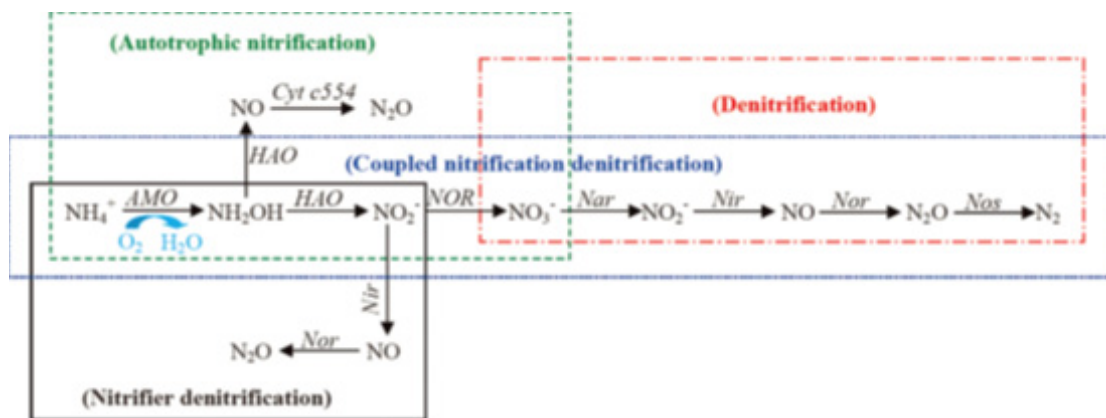 (Autotrophic nitrification)
(Denitrification)
NO Cyt c554 N₂O
HAO
(Coupled nitrification denitrification)
NH₄⁺ AMO NH₂OH HAO NO₂⁻ NOR NO₃⁻ Nar NO₂⁻ Nir NO Nor N₂O Nos N₂
O₂ H₂O
Nir
N₂O Nor NO
(Nitrifier denitrification)